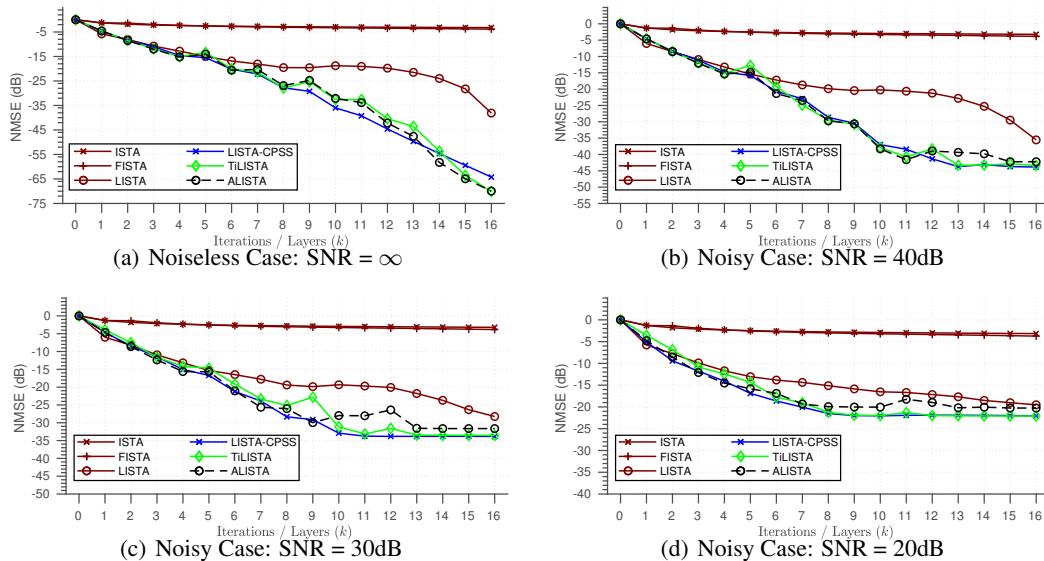 NMSE (dB)
-5
-15
-25
-35
-45
-55
-65
-75
ISTA
FISTA
LISTA
LISTA-CPSS
TiLISTA
ALISTA
0 1 2 3 4 5 6 7 8 9 10 11 12 13 14 15 16
Iterations / Layers (k)
(a) Noiseless Case: SNR = ∞
NMSE (dB)
0
-5
-10
-15
-20
-25
-30
-35
-40
-45
-50
-55
ISTA
FISTA
LISTA
LISTA-CPSS
TiLISTA
ALISTA
0 1 2 3 4 5 6 7 8 9 10 11 12 13 14 15 16
Iterations / Layers (k)
(b) Noisy Case: SNR = 40dB
NMSE (dB)
0
-5
-10
-15
-20
-25
-30
-35
-40
-45
-50
ISTA
FISTA
LISTA
LISTA-CPSS
TiLISTA
ALISTA
0 1 2 3 4 5 6 7 8 9 10 11 12 13 14 15 16
Iterations / Layers (k)
(c) Noisy Case: SNR = 30dB
NMSE (dB)
0
-5
-10
-15
-20
-25
-30
-35
-40
ISTA
FISTA
LISTA
LISTA-CPSS
TiLISTA
ALISTA
0 1 2 3 4 5 6 7 8 9 10 11 12 13 14 15 16
Iterations / Layers (k)
(d) Noisy Case: SNR = 20dB